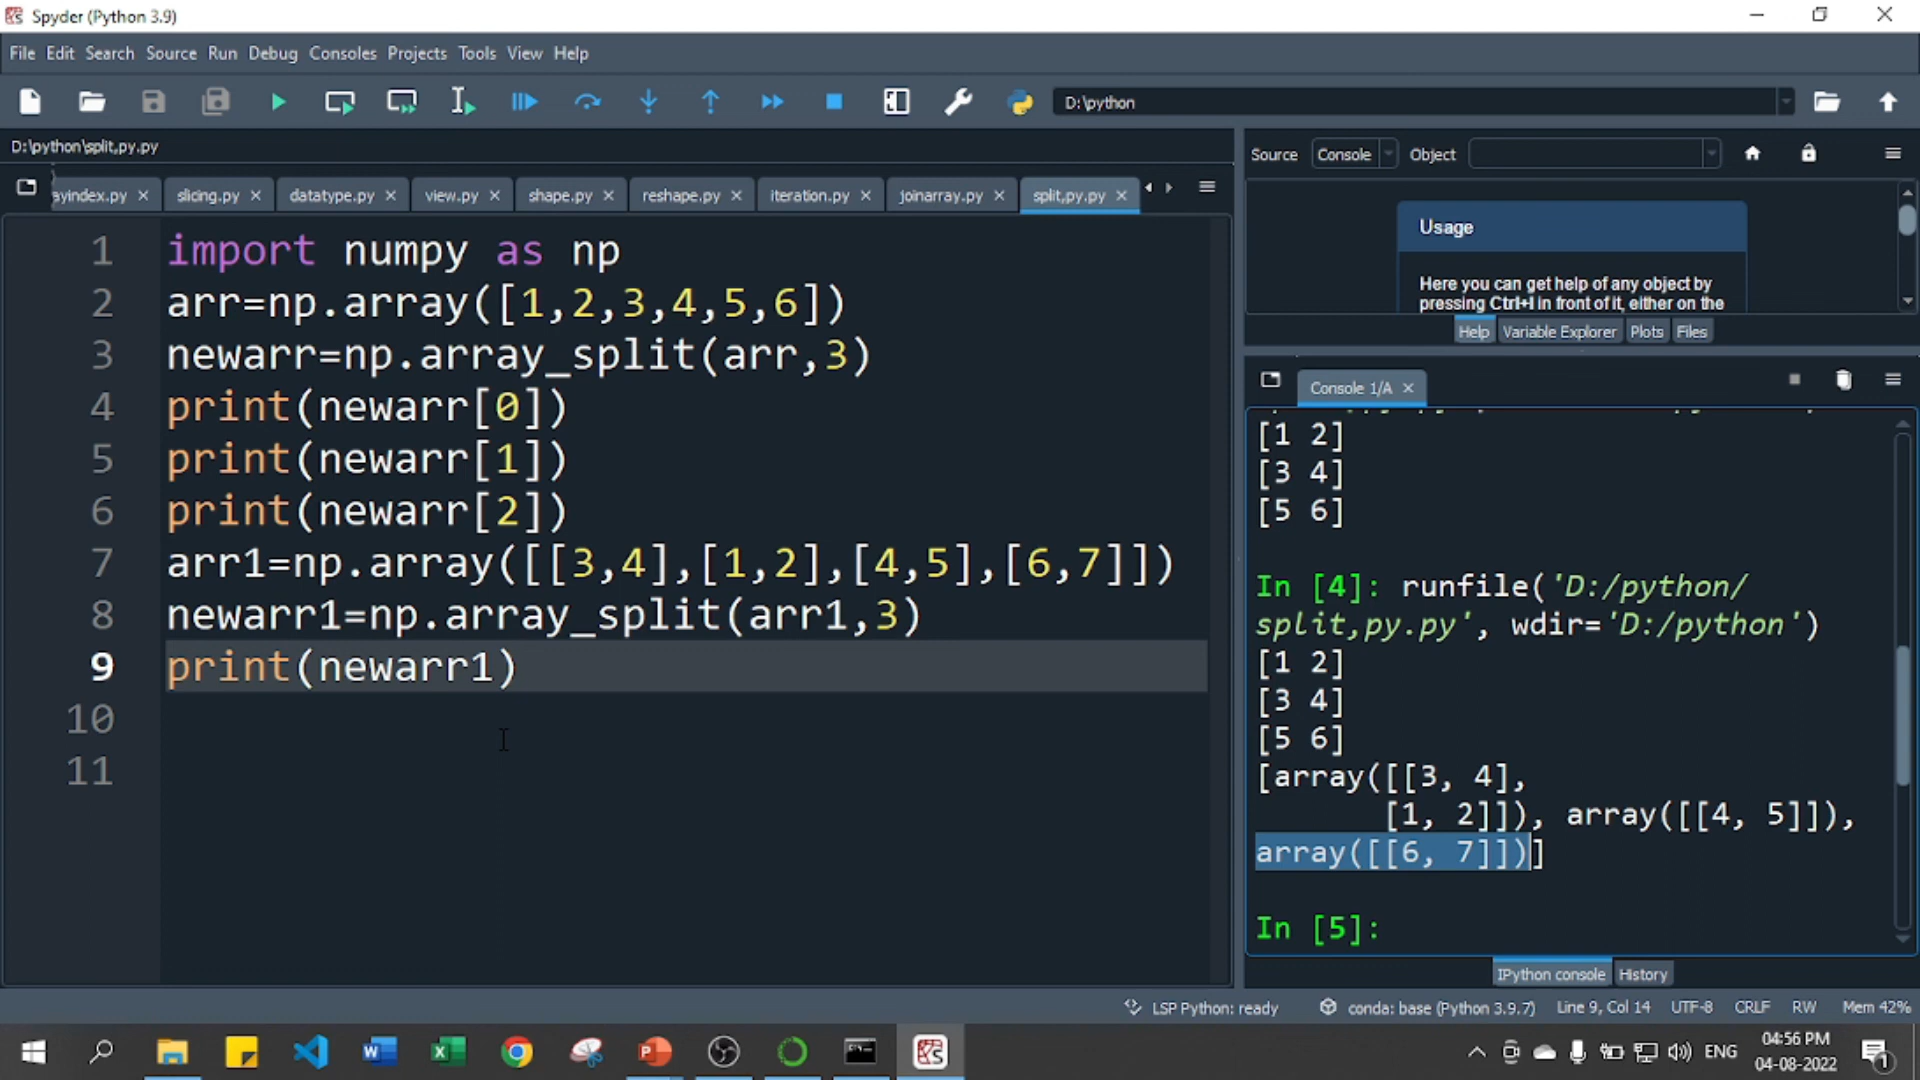 Spyder (Python 3.9)
File Edit Search Source Run Debug Consoles Projects Tools View Help
D:\python
D:\python\split,py.py
ayindex.py slicing.py datatype.py view.py shape.py reshape.py iteration.py joinarray.py split,py.py
1 import numpy as np
2 arr=np.array([1,2,3,4,5,6])
3 newarr=np.array_split(arr,3)
4 print(newarr[0])
5 print(newarr[1])
6 print(newarr[2])
7 arr1=np.array([[3,4],[1,2],[4,5],[6,7]])
8 newarr1=np.array_split(arr1,3)
9 print(newarr1)
10
11
Source Console Object
Usage
Here you can get help of any object by
pressing Ctrl+I in front of it, either on the
Help Variable Explorer Plots Files
Console 1/A
[1 2]
[3 4]
[5 6]
In [4]: runfile('D:/python/
split,py.py', wdir='D:/python')
[1 2]
[3 4]
[5 6]
[array([[3, 4],
[1, 2]]), array([[4, 5]]),
array([[6, 7]])]
In [5]:
IPython console History
LSP Python: ready conda: base (Python 3.9.7) Line 9, Col 14 UTF-8 CRLF RW Mem 42%
ENG 04:56 PM
04-08-2022
1